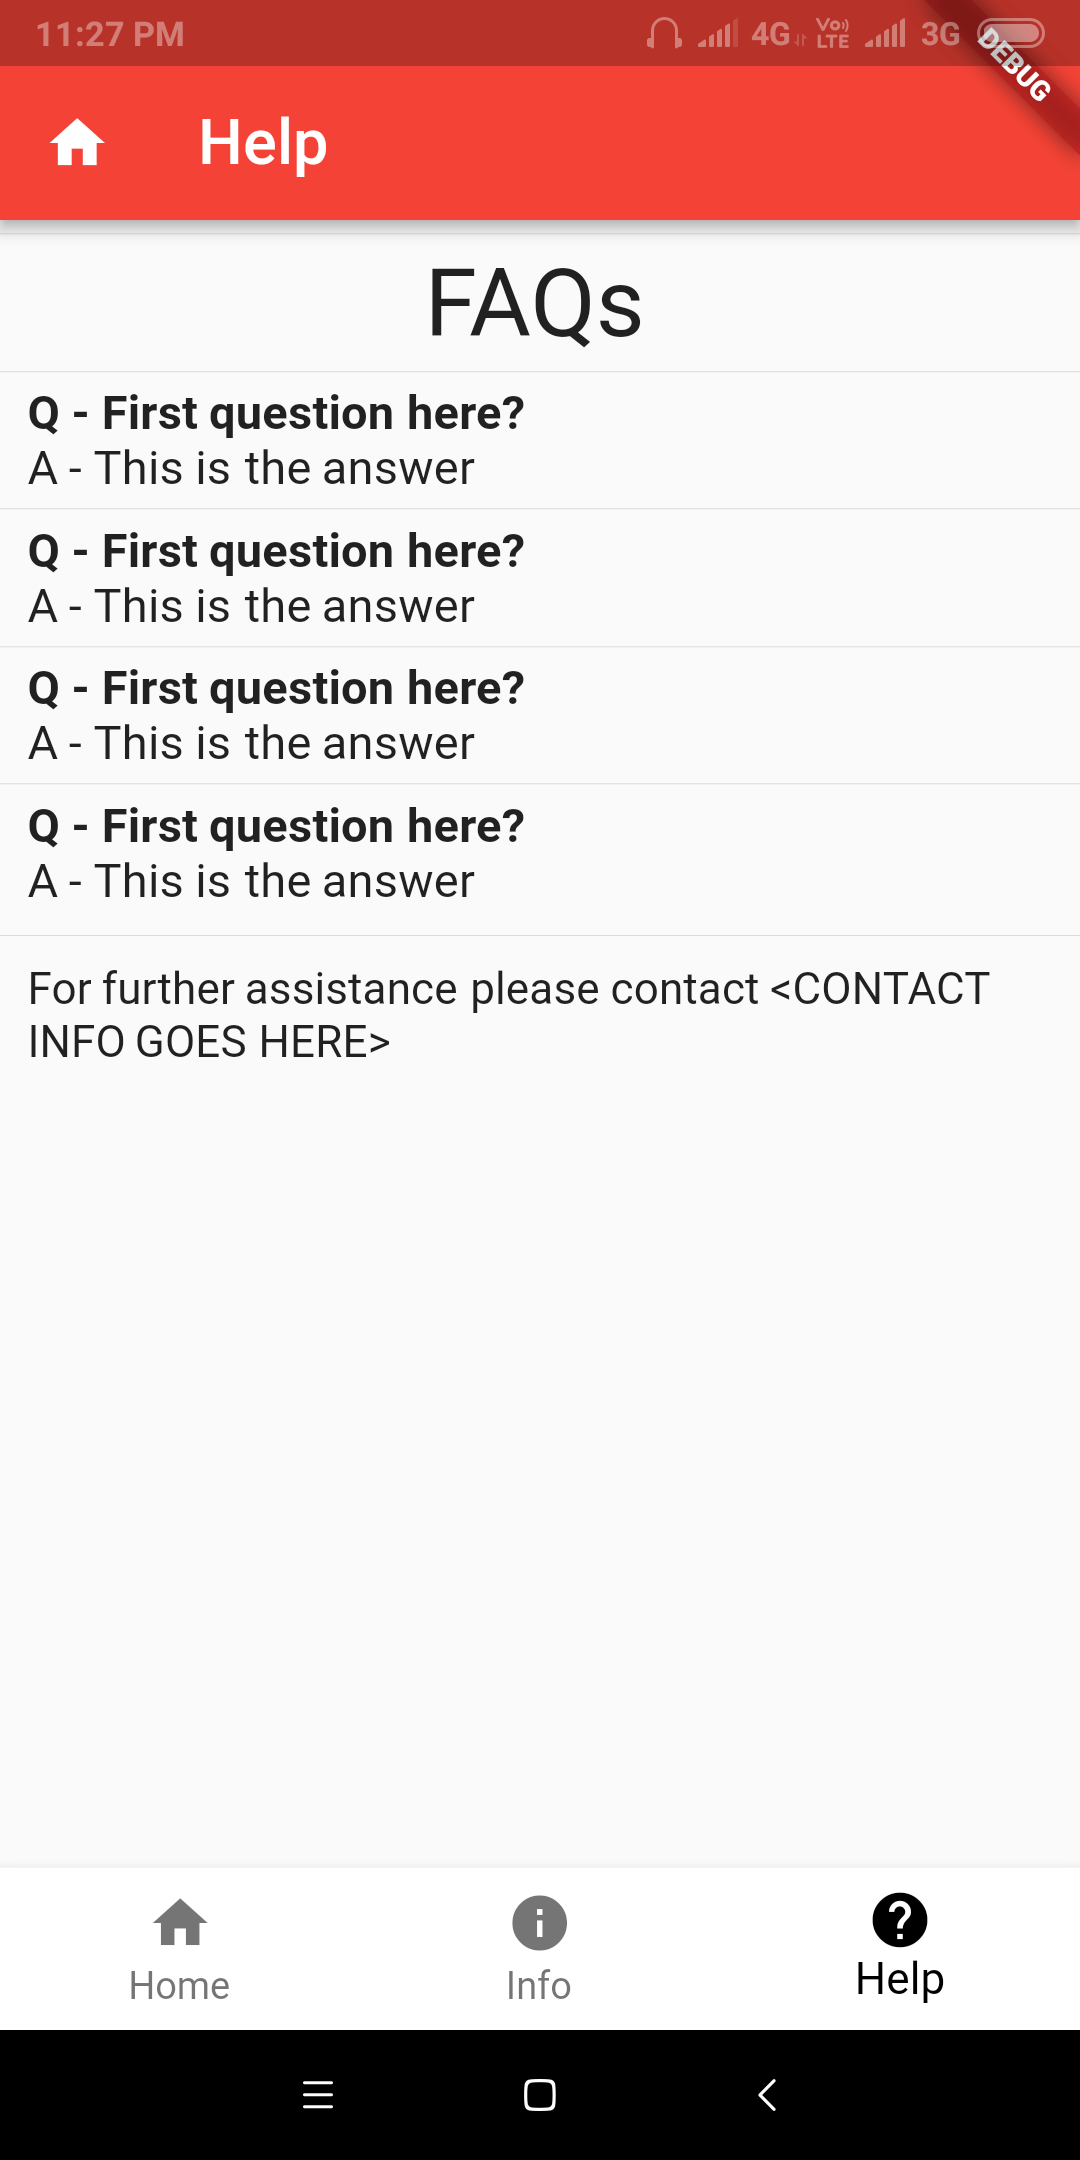 11:27 PM 4G VoLTE 3G
DEBUG
Help
FAQs
Q - First question here?
A - This is the answer
Q - First question here?
A - This is the answer
Q - First question here?
A - This is the answer
Q - First question here?
A - This is the answer
For further assistance please contact <CONTACT
INFO GOES HERE>
Home Info Help